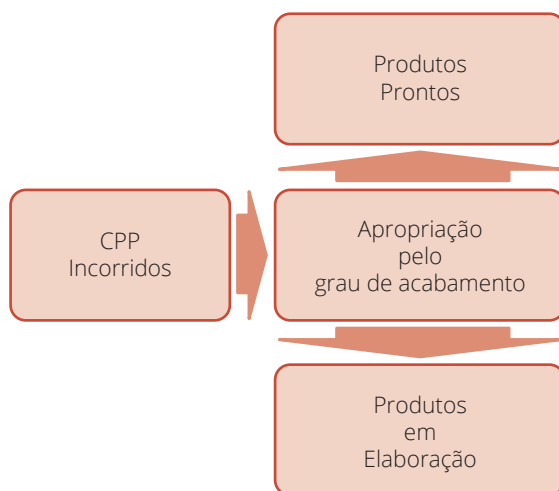 Produtos
Prontos
CPP
Incorridos
Apropriação
pelo
grau de acabamento
Produtos
em
Elaboração